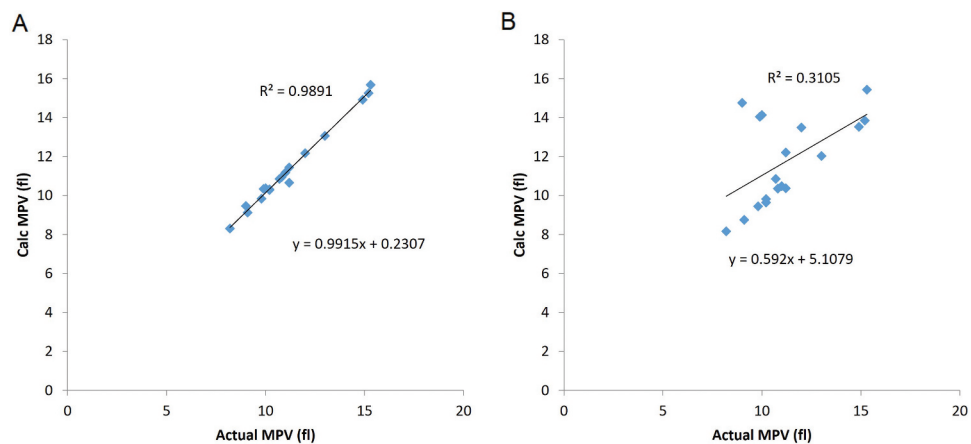 A
18
16
14
12
10
8
6
4
2
0
Calc MPV (fl)
R² = 0.9891
y = 0.9915x + 0.2307
0 5 10 15 20
Actual MPV (fl)
B
18
16
14
12
10
8
6
4
2
0
Calc MPV (fl)
R² = 0.3105
y = 0.592x + 5.1079
0 5 10 15 20
Actual MPV (fl)